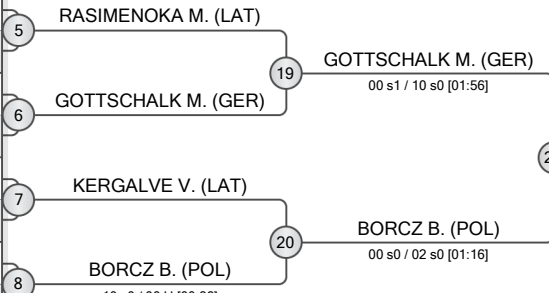 RASIMENOKA M. (LAT)
5
GOTTSCHALK M. (GER)
19
00 s1 / 10 s0 [01:56]
GOTTSCHALK M. (GER)
6
KERGALVE V. (LAT)
7
BORCZ B. (POL)
20
00 s0 / 02 s0 [01:16]
BORCZ B. (POL)
8